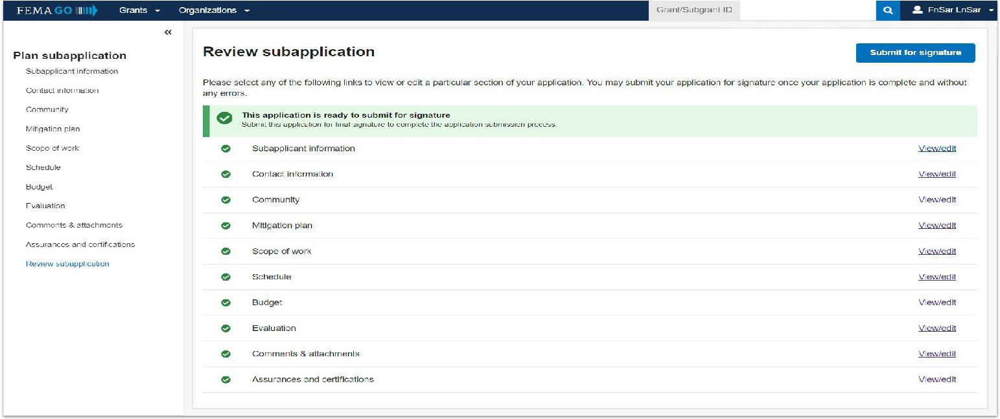 FEMA GO
Grants
Organizations
Grant/Subgrant ID
FnSar LnSar
Plan subapplication
Subapplicant information
Contact information
Community
Mitigation plan
Scope of work
Schedule
Budget
Evaluation
Comments & attachments
Assurances and certifications
Review subapplication
Review subapplication
Submit for signature
Please select any of the following links to view or edit a particular section of your application. You may submit your application for signature once your application is complete and without
any errors.
This application is ready to submit for signature
Submit this application for final signature to complete the application submission process.
Subapplicant information View/edit
Contact information View/edit
Community View/edit
Mitigation plan View/edit
Scope of work View/edit
Schedule View/edit
Budget View/edit
Evaluation View/edit
Comments & attachments View/edit
Assurances and certifications View/edit